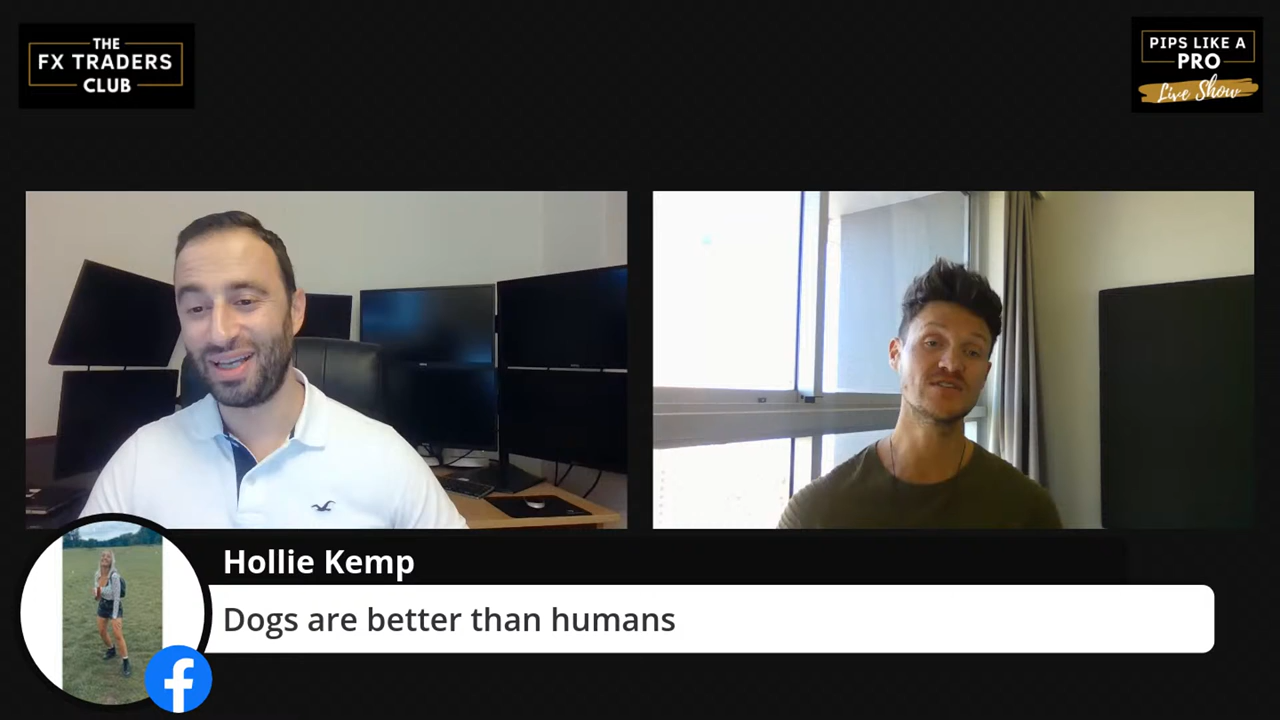 THE
FX TRADERS
CLUB
PIPS LIKE A
PRO
Live Show
Hollie Kemp
Dogs are better than humans